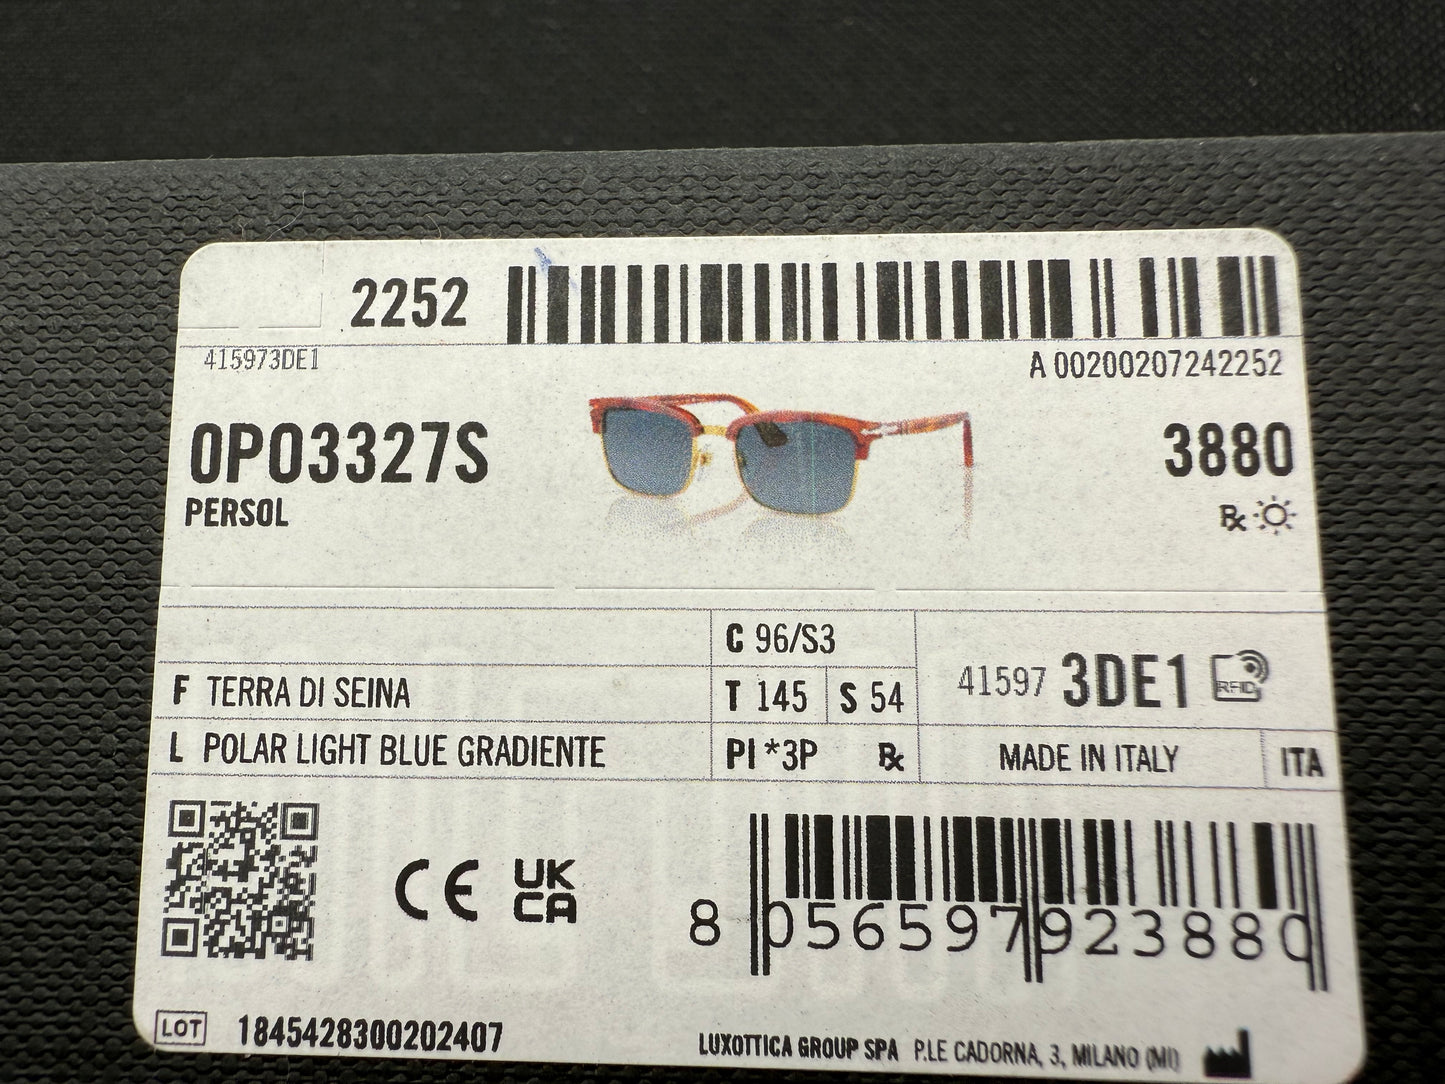 2252
415973DE1
A 00200207242252
0PO3327S
3880
PERSOL
Rx
C 96/S3
F TERRA DI SEINA
T 145
S 54
41597 3DE1
RFID
L POLAR LIGHT BLUE GRADIENTE
PI *3P
Rx
MADE IN ITALY
ITA
CE
UK
CA
8 056597 923880
LOT 1845428300202407
LUXOTTICA GROUP SPA P.LE CADORNA, 3, MILANO (MI)